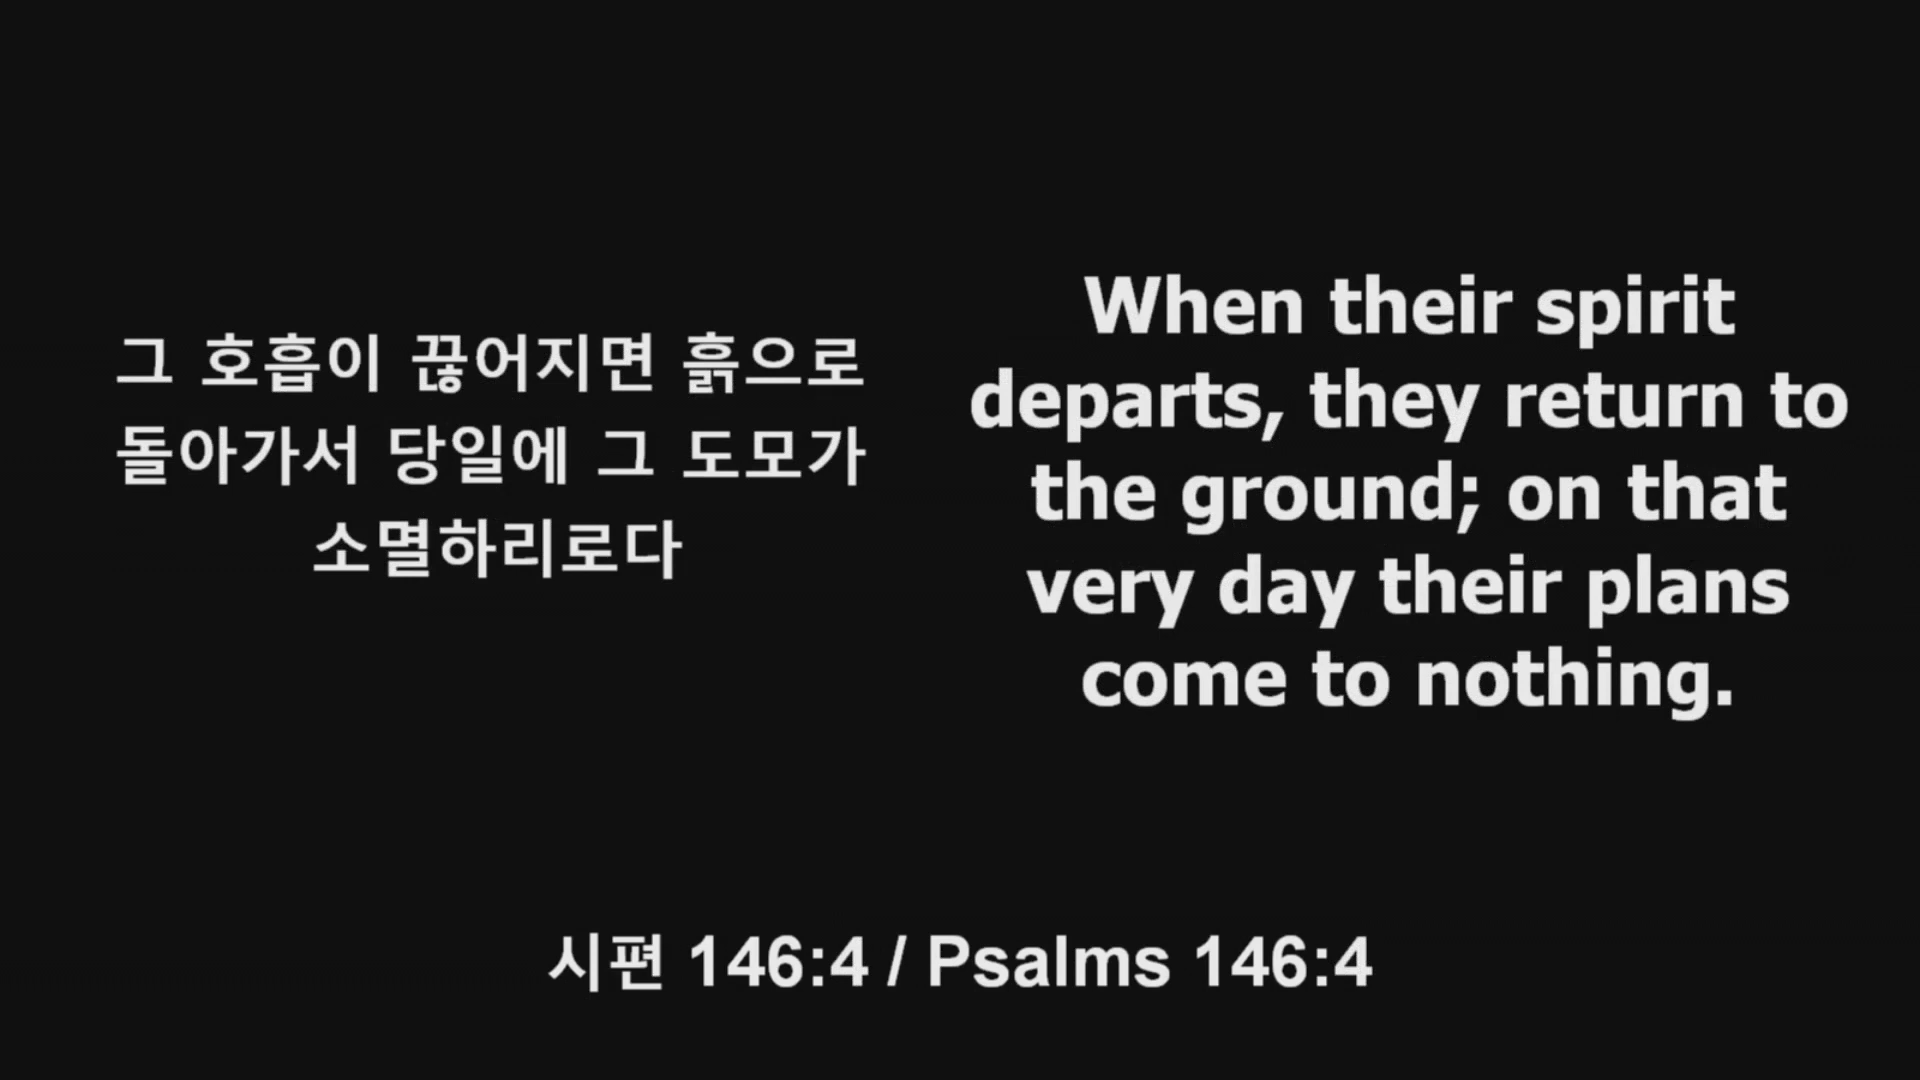 그 호흡이 끊어지면 흙으로
돌아가서 당일에 그 도모가
소멸하리로다
When their spirit
departs, they return to
the ground; on that
very day their plans
come to nothing.
시편 146:4 / Psalms 146:4